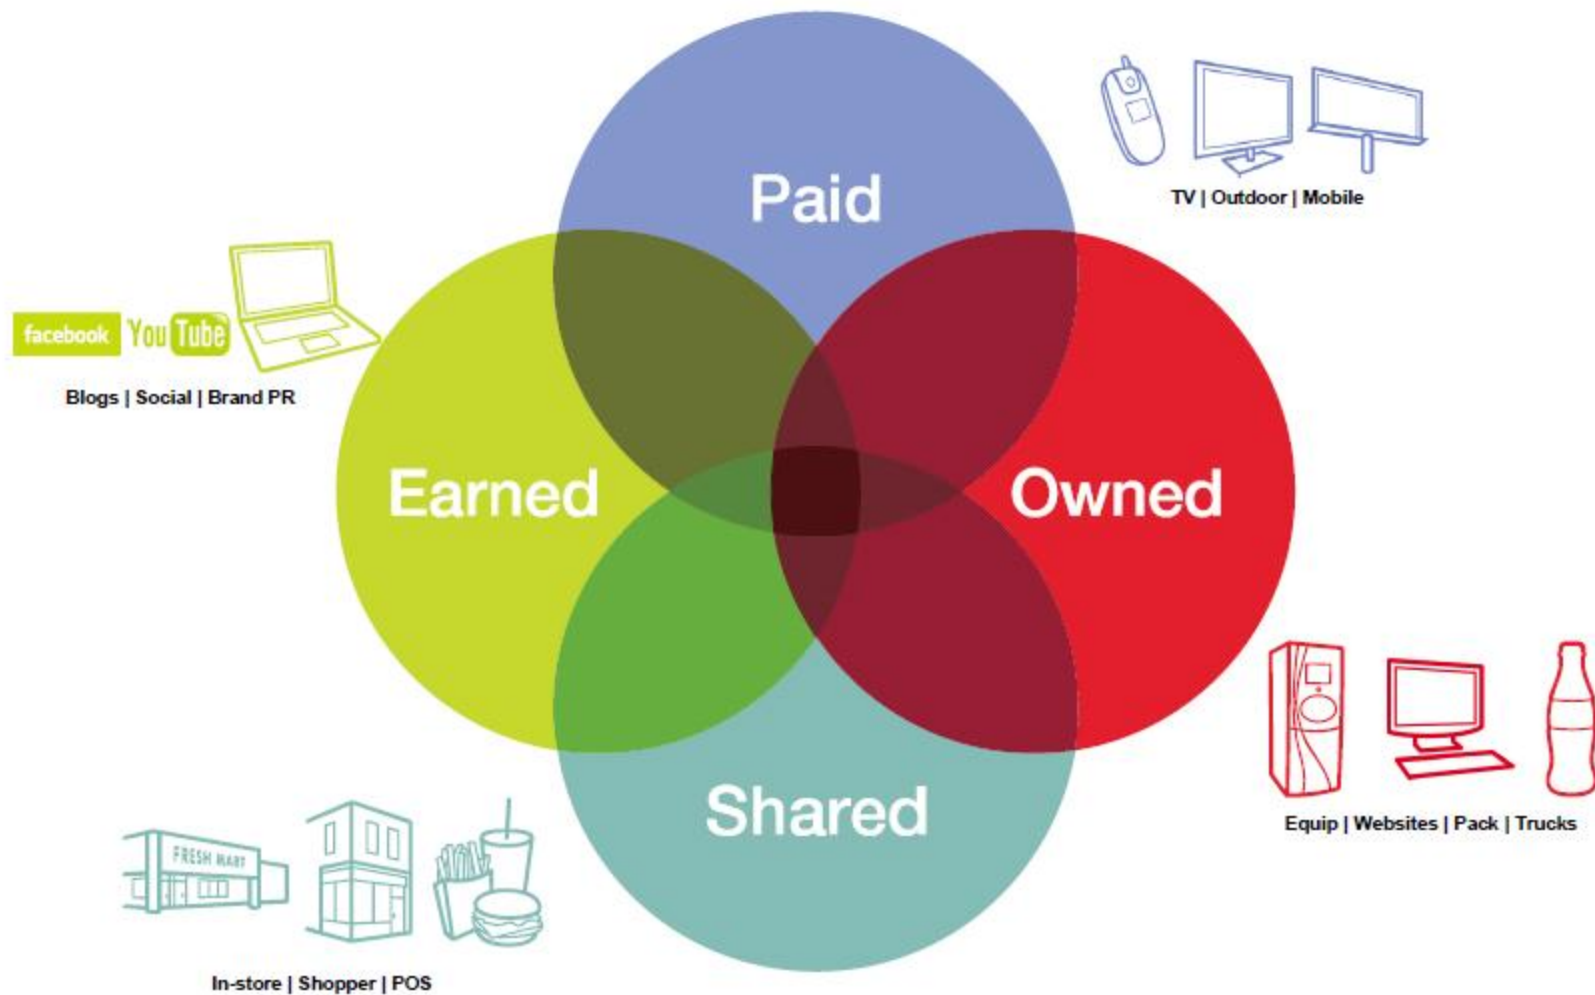 Paid
TV | Outdoor | Mobile
facebook YouTube
Blogs | Social | Brand PR
Earned
Owned
Shared
Equip | Websites | Pack | Trucks
FRESH MART
In-store | Shopper | POS